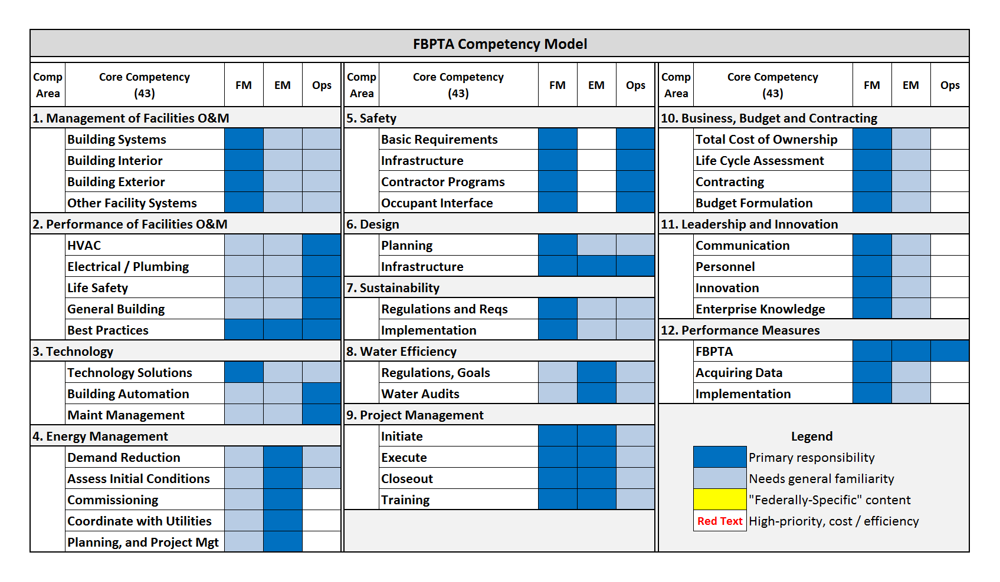 FBPTA Competency Model
Comp Area
Core Competency (43)
FM
EM
Ops
1. Management of Facilities O&M
Building Systems
Building Interior
Building Exterior
Other Facility Systems
2. Performance of Facilities O&M
HVAC
Electrical / Plumbing
Life Safety
General Building
Best Practices
3. Technology
Technology Solutions
Building Automation
Maint Management
4. Energy Management
Demand Reduction
Assess Initial Conditions
Commissioning
Coordinate with Utilities
Planning, and Project Mgt
Comp Area
Core Competency (43)
FM
EM
Ops
5. Safety
Basic Requirements
Infrastructure
Contractor Programs
Occupant Interface
6. Design
Planning
Infrastructure
7. Sustainability
Regulations and Reqs
Implementation
8. Water Efficiency
Regulations, Goals
Water Audits
9. Project Management
Initiate
Execute
Closeout
Training
Comp Area
Core Competency (43)
FM
EM
Ops
10. Business, Budget and Contracting
Total Cost of Ownership
Life Cycle Assessment
Contracting
Budget Formulation
11. Leadership and Innovation
Communication
Personnel
Innovation
Enterprise Knowledge
12. Performance Measures
FBPTA
Acquiring Data
Implementation
Legend
Primary responsibility
Needs general familiarity
"Federally-Specific" content
Red Text High-priority, cost / efficiency